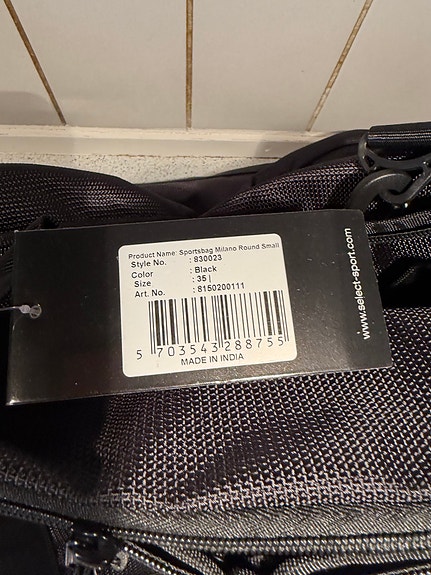 Product Name: Sportsbag Milano Round Small
Style No. : 830023
Color : Black
Size : 35 l
Art. No. : 8150200111
5 703543 288755
MADE IN INDIA
www.select-sport.com